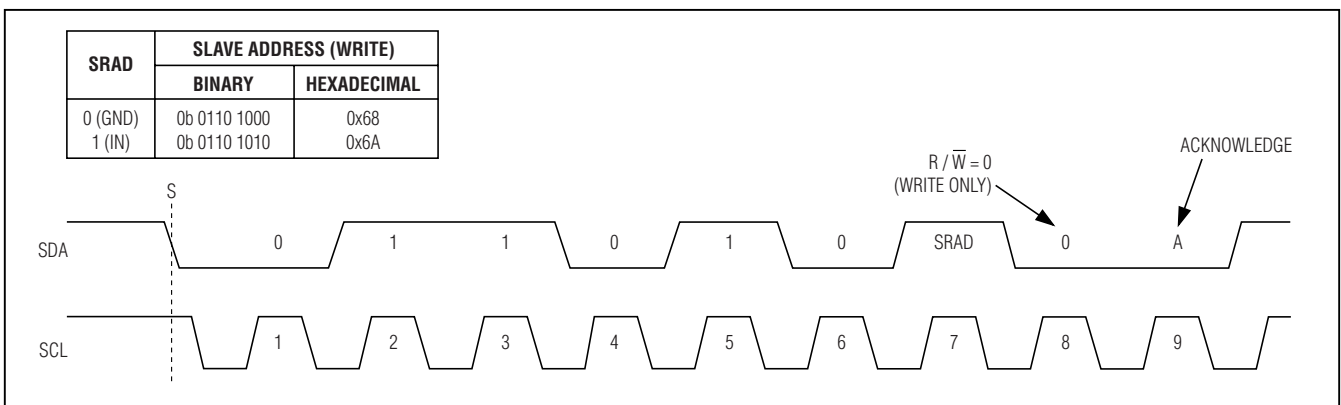 SRAD SLAVE ADDRESS (WRITE)
BINARY HEXADECIMAL
0 (GND) 0b 0110 1000 0x68
1 (IN) 0b 0110 1010 0x6A
ACKNOWLEDGE
R / W̅ = 0
(WRITE ONLY)
S
SDA 0 1 1 0 1 0 SRAD 0 A
SCL 1 2 3 4 5 6 7 8 9